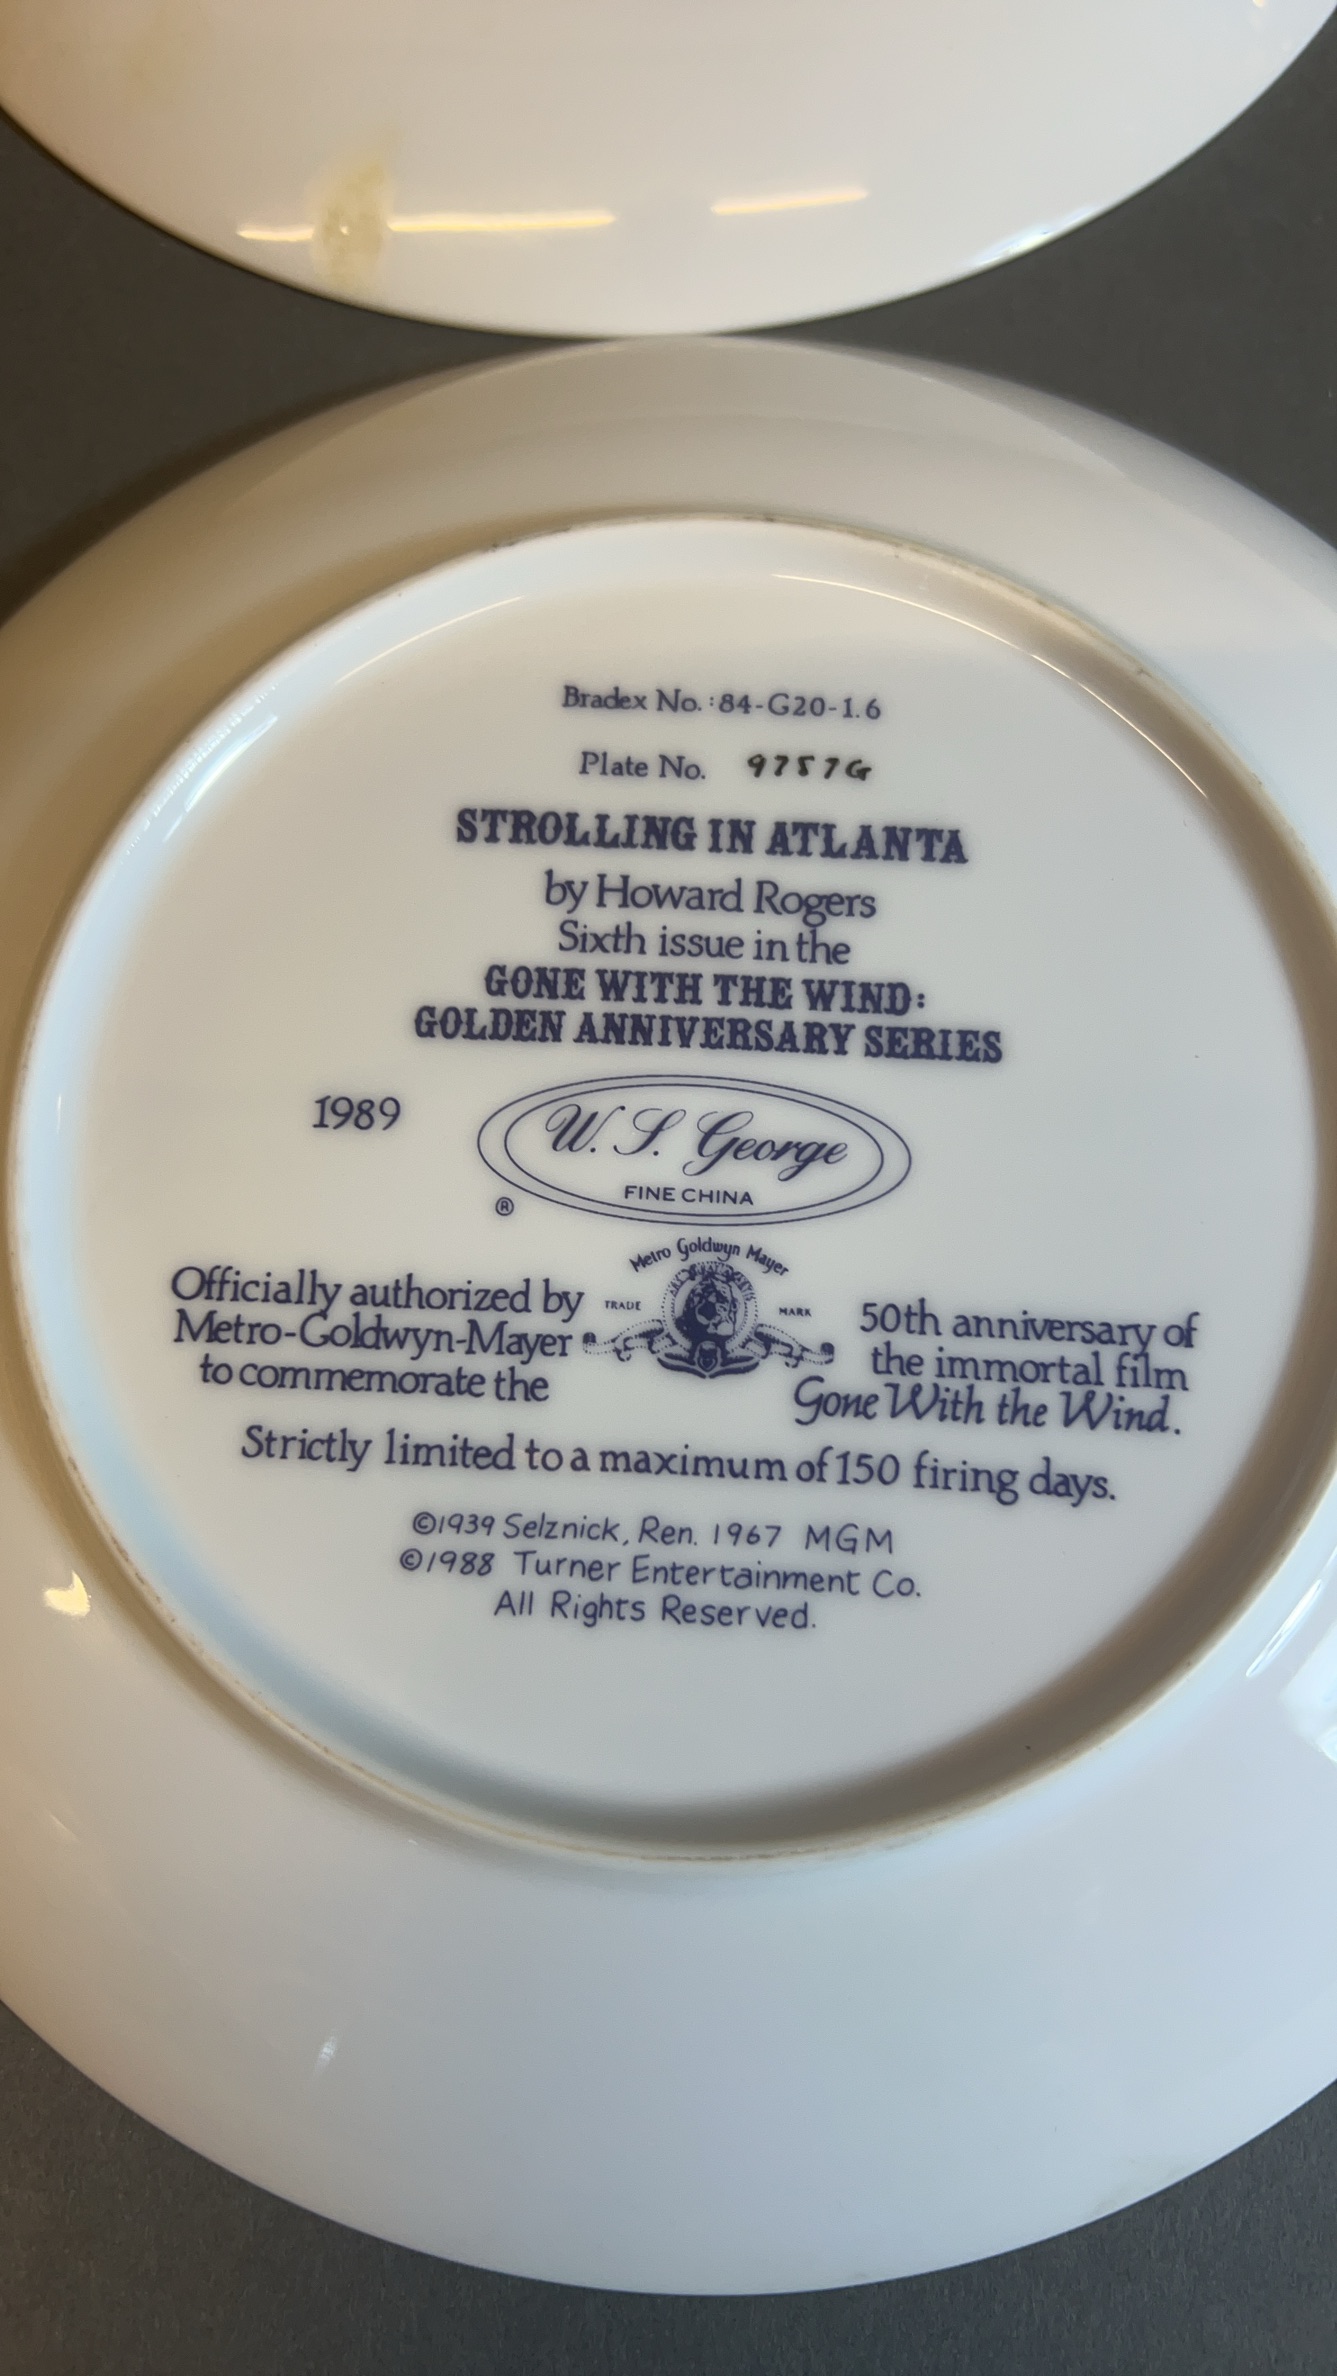 Bradex No.: 84-G20-1.6
Plate No. 9757G
STROLLING IN ATLANTA
by Howard Rogers
Sixth issue in the
GONE WITH THE WIND:
GOLDEN ANNIVERSARY SERIES
1989
W. S. George
FINE CHINA
®
Metro Goldwyn Mayer
TRADE MARK
Officially authorized by
Metro-Goldwyn-Mayer
to commemorate the
50th anniversary of
the immortal film
Gone With the Wind.
Strictly limited to a maximum of 150 firing days.
©1939 Selznick, Ren. 1967 MGM
©1988 Turner Entertainment Co.
All Rights Reserved.